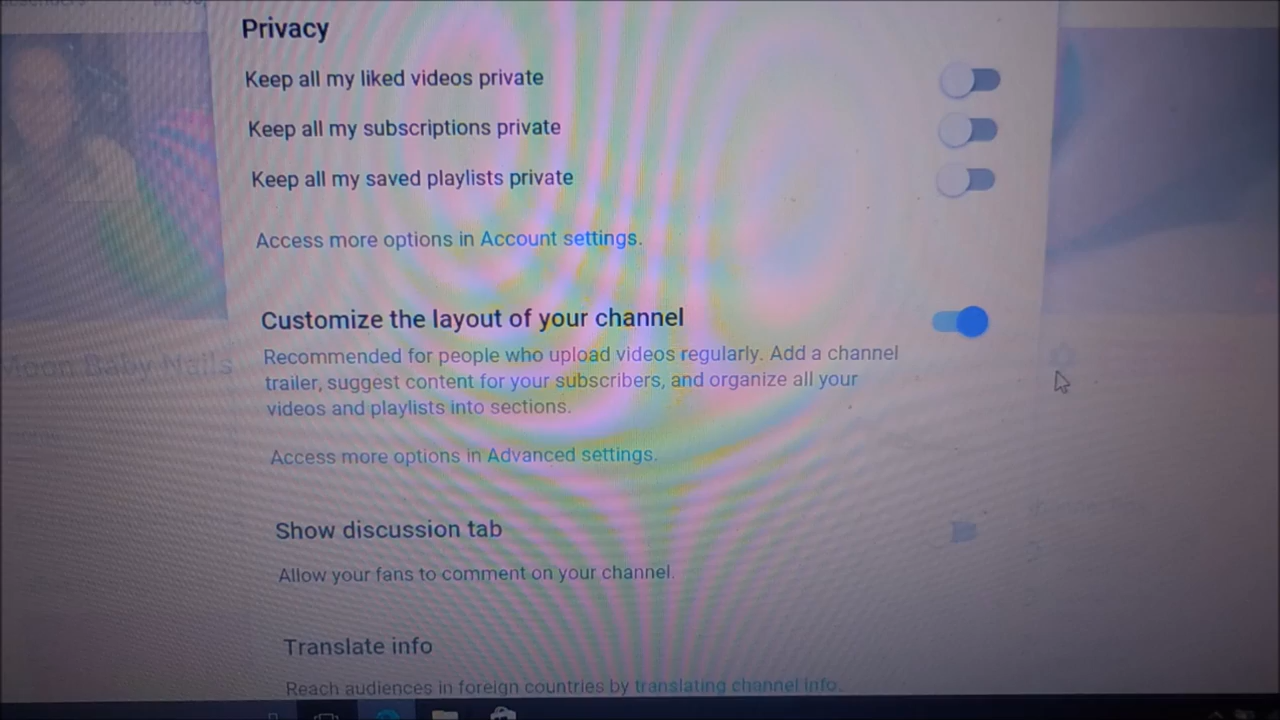 Privacy
Keep all my liked videos private
Keep all my subscriptions private
Keep all my saved playlists private
Access more options in Account settings.
Customize the layout of your channel
Recommended for people who upload videos regularly. Add a channel
trailer, suggest content for your subscribers, and organize all your
videos and playlists into sections.
Moon Baby Nails
Access more options in Advanced settings.
Show discussion tab
Allow your fans to comment on your channel.
Translate info
Reach audiences in foreign countries by translating channel info.